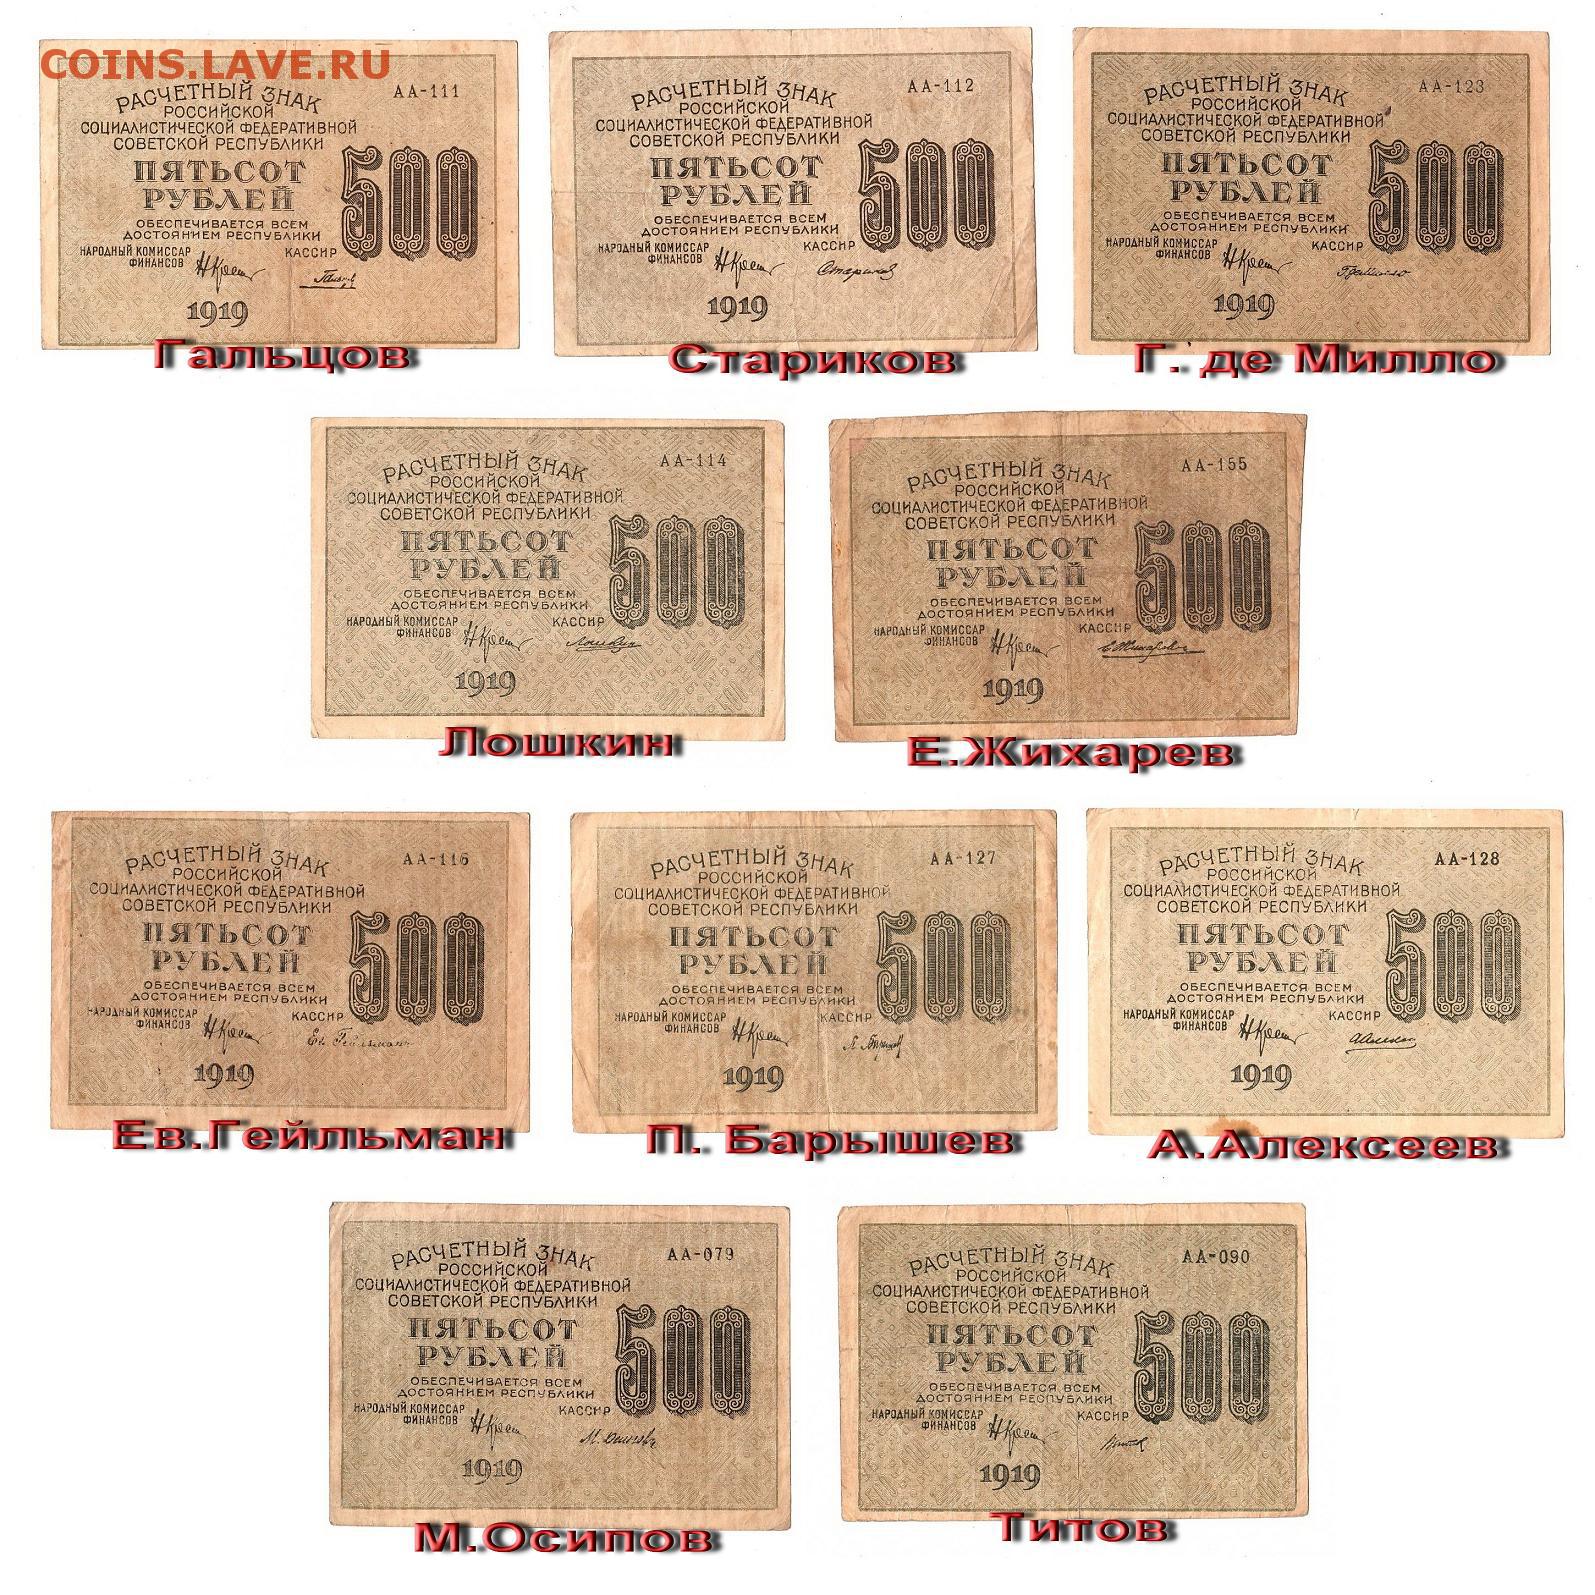 COINS.LAVE.RU
РАСЧЕТНЫЙ ЗНАК АА-111
РОССИЙСКОЙ
СОЦИАЛИСТИЧЕСКОЙ ФЕДЕРАТИВНОЙ
СОВЕТСКОЙ РЕСПУБЛИКИ
ПЯТЬСОТ
РУБЛЕЙ
500
ОБЕСПЕЧИВАЕТСЯ ВСЕМ
ДОСТОЯНИЕМ РЕСПУБЛИКИ
НАРОДНЫЙ КОМИССАР КАССИР
ФИНАНСОВ
1919
Гальцов
РАСЧЕТНЫЙ ЗНАК АА-112
РОССИЙСКОЙ
СОЦИАЛИСТИЧЕСКОЙ ФЕДЕРАТИВНОЙ
СОВЕТСКОЙ РЕСПУБЛИКИ
ПЯТЬСОТ
РУБЛЕЙ
500
ОБЕСПЕЧИВАЕТСЯ ВСЕМ
ДОСТОЯНИЕМ РЕСПУБЛИКИ
НАРОДНЫЙ КОМИССАР КАССИР
ФИНАНСОВ
Стариков
1919
Стариков
РАСЧЕТНЫЙ ЗНАК АА-123
РОССИЙСКОЙ
СОЦИАЛИСТИЧЕСКОЙ ФЕДЕРАТИВНОЙ
СОВЕТСКОЙ РЕСПУБЛИКИ
ПЯТЬСОТ
РУБЛЕЙ
500
ОБЕСПЕЧИВАЕТСЯ ВСЕМ
ДОСТОЯНИЕМ РЕСПУБЛИКИ
НАРОДНЫЙ КОМИССАР КАССИР
ФИНАНСОВ
1919
Г. де Милло
РАСЧЕТНЫЙ ЗНАК АА-114
РОССИЙСКОЙ
СОЦИАЛИСТИЧЕСКОЙ ФЕДЕРАТИВНОЙ
СОВЕТСКОЙ РЕСПУБЛИКИ
ПЯТЬСОТ
РУБЛЕЙ
500
ОБЕСПЕЧИВАЕТСЯ ВСЕМ
ДОСТОЯНИЕМ РЕСПУБЛИКИ
НАРОДНЫЙ КОМИССАР КАССИР
ФИНАНСОВ
1919
Лошкин
РАСЧЕТНЫЙ ЗНАК АА-155
РОССИЙСКОЙ
СОЦИАЛИСТИЧЕСКОЙ ФЕДЕРАТИВНОЙ
СОВЕТСКОЙ РЕСПУБЛИКИ
ПЯТЬСОТ
РУБЛЕЙ
500
ОБЕСПЕЧИВАЕТСЯ ВСЕМ
ДОСТОЯНИЕМ РЕСПУБЛИКИ
НАРОДНЫЙ КОМИССАР КАССИР
ФИНАНСОВ
1919
Е.Жихарев
РАСЧЕТНЫЙ ЗНАК АА-116
РОССИЙСКОЙ
СОЦИАЛИСТИЧЕСКОЙ ФЕДЕРАТИВНОЙ
СОВЕТСКОЙ РЕСПУБЛИКИ
ПЯТЬСОТ
РУБЛЕЙ
500
ОБЕСПЕЧИВАЕТСЯ ВСЕМ
ДОСТОЯНИЕМ РЕСПУБЛИКИ
НАРОДНЫЙ КОМИССАР КАССИР
ФИНАНСОВ
Ев. Гейльман
1919
Ев.Гейльман
РАСЧЕТНЫЙ ЗНАК АА-127
РОССИЙСКОЙ
СОЦИАЛИСТИЧЕСКОЙ ФЕДЕРАТИВНОЙ
СОВЕТСКОЙ РЕСПУБЛИКИ
ПЯТЬСОТ
РУБЛЕЙ
500
ОБЕСПЕЧИВАЕТСЯ ВСЕМ
ДОСТОЯНИЕМ РЕСПУБЛИКИ
НАРОДНЫЙ КОМИССАР КАССИР
ФИНАНСОВ
1919
П. Барышев
РАСЧЕТНЫЙ ЗНАК АА-128
РОССИЙСКОЙ
СОЦИАЛИСТИЧЕСКОЙ ФЕДЕРАТИВНОЙ
СОВЕТСКОЙ РЕСПУБЛИКИ
ПЯТЬСОТ
РУБЛЕЙ
500
ОБЕСПЕЧИВАЕТСЯ ВСЕМ
ДОСТОЯНИЕМ РЕСПУБЛИКИ
НАРОДНЫЙ КОМИССАР КАССИР
ФИНАНСОВ
1919
А.Алексеев
РАСЧЕТНЫЙ ЗНАК АА-079
РОССИЙСКОЙ
СОЦИАЛИСТИЧЕСКОЙ ФЕДЕРАТИВНОЙ
СОВЕТСКОЙ РЕСПУБЛИКИ
ПЯТЬСОТ
РУБЛЕЙ
500
ОБЕСПЕЧИВАЕТСЯ ВСЕМ
ДОСТОЯНИЕМ РЕСПУБЛИКИ
НАРОДНЫЙ КОМИССАР КАССИР
ФИНАНСОВ
1919
М.Осипов
РАСЧЕТНЫЙ ЗНАК АА-090
РОССИЙСКОЙ
СОЦИАЛИСТИЧЕСКОЙ ФЕДЕРАТИВНОЙ
СОВЕТСКОЙ РЕСПУБЛИКИ
ПЯТЬСОТ
РУБЛЕЙ
500
ОБЕСПЕЧИВАЕТСЯ ВСЕМ
ДОСТОЯНИЕМ РЕСПУБЛИКИ
НАРОДНЫЙ КОМИССАР КАССИР
ФИНАНСОВ
1919
Титов